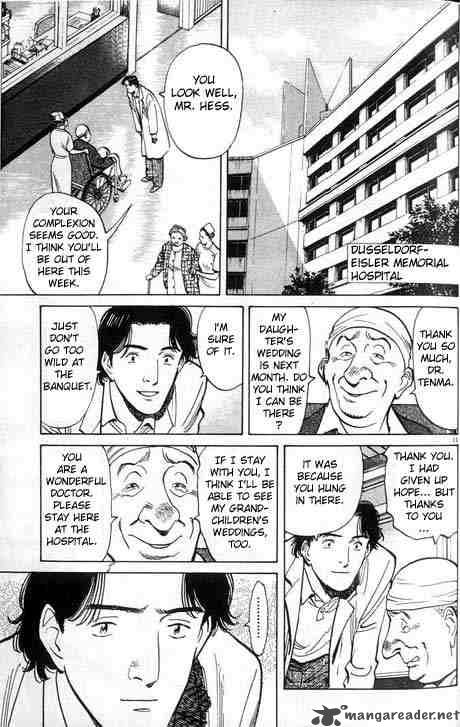 DUSSELDORF-
EISLER MEMORIAL
HOSPITAL
YOU
LOOK WELL,
MR. HESS.
YOUR
COMPLEXION
SEEMS GOOD.
I THINK YOU'LL
BE OUT OF
HERE THIS
WEEK.
THANK
YOU SO
MUCH,
DR.
TENMA.
MY
DAUGH-
TER'S
WEDDING
IS NEXT
MONTH. DO
YOU THINK
I CAN BE
THERE
?
I'M
SURE
OF IT.
JUST
DON'T
GO TOO
WILD AT
THE
BANQUET.
THANK YOU.
I HAD
GIVEN UP
HOPE... BUT
THANKS
TO YOU
...
IT WAS
BECAUSE
YOU HUNG
IN THERE.
IF I STAY
WITH YOU, I
THINK I'LL BE
ABLE TO SEE
MY GRAND-
CHILDREN'S
WEDDINGS,
TOO.
YOU
ARE A
WONDERFUL
DOCTOR.
PLEASE
STAY HERE
AT THE
HOSPITAL.
.........
mangareader.net